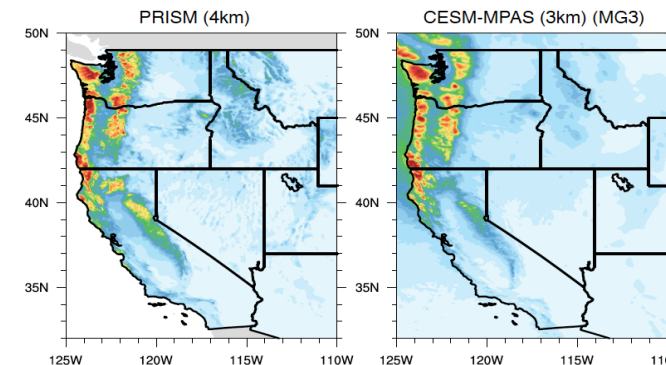 PRISM (4km)
CESM-MPAS (3km) (MG3)
50N
50N
45N
45N
40N
40N
35N
35N
125W 120W 115W 110W
125W 120W 115W